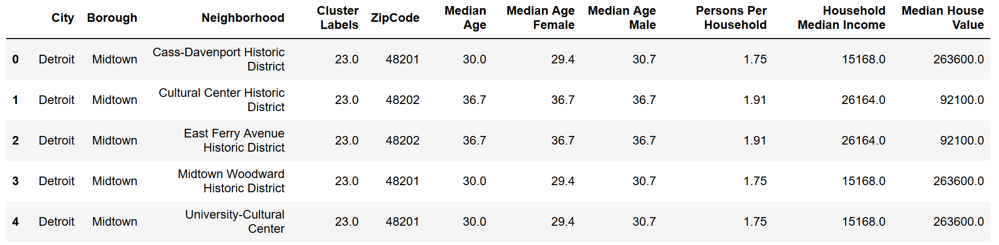 City Borough Neighborhood Cluster Labels ZipCode Median Age Median Age Female Median Age Male Persons Per Household Household Median Income Median House Value
0 Detroit Midtown Cass-Davenport Historic District 23.0 48201 30.0 29.4 30.7 1.75 15168.0 263600.0
1 Detroit Midtown Cultural Center Historic District 23.0 48202 36.7 36.7 36.7 1.91 26164.0 92100.0
2 Detroit Midtown East Ferry Avenue Historic District 23.0 48202 36.7 36.7 36.7 1.91 26164.0 92100.0
3 Detroit Midtown Midtown Woodward Historic District 23.0 48201 30.0 29.4 30.7 1.75 15168.0 263600.0
4 Detroit Midtown University-Cultural Center 23.0 48201 30.0 29.4 30.7 1.75 15168.0 263600.0